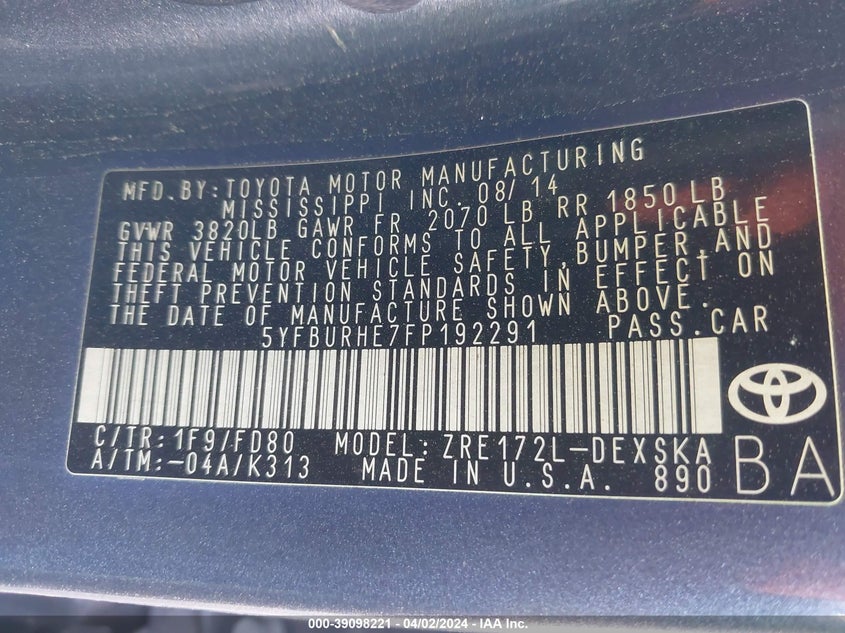 MFD.BY:TOYOTA MOTOR MANUFACTURING
MISSISSIPPI INC. 08/14
GVWR 3820LB GAWR FR 2070LB RR 1850LB
THIS VEHICLE CONFORMS TO ALL APPLICABLE
FEDERAL MOTOR VEHICLE SAFETY,BUMPER,AND
THEFT PREVENTION STANDARDS IN EFFECT ON
THE DATE OF MANUFACTURE SHOWN ABOVE.
5YFBURHE7FP192291 PASS.CAR
C/TR:1F9/FD80 MODEL:ZRE172L-DEXSKA
A/TM:-04A/K313 MADE IN U.S.A. 890
BA
000-39098221 - 04/02/2024 - IAA Inc.